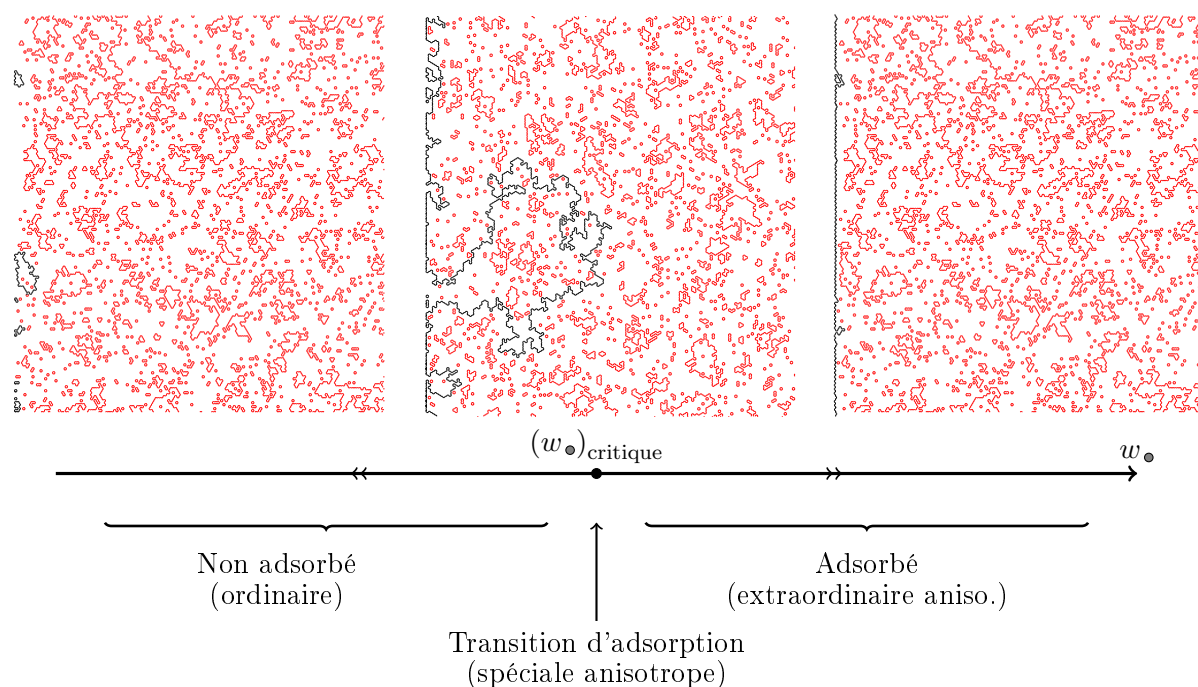 (w●)critique
w●
Non adsorbé
(ordinaire)
Adsorbé
(extraordinaire aniso.)
Transition d'adsorption
(spéciale anisotrope)